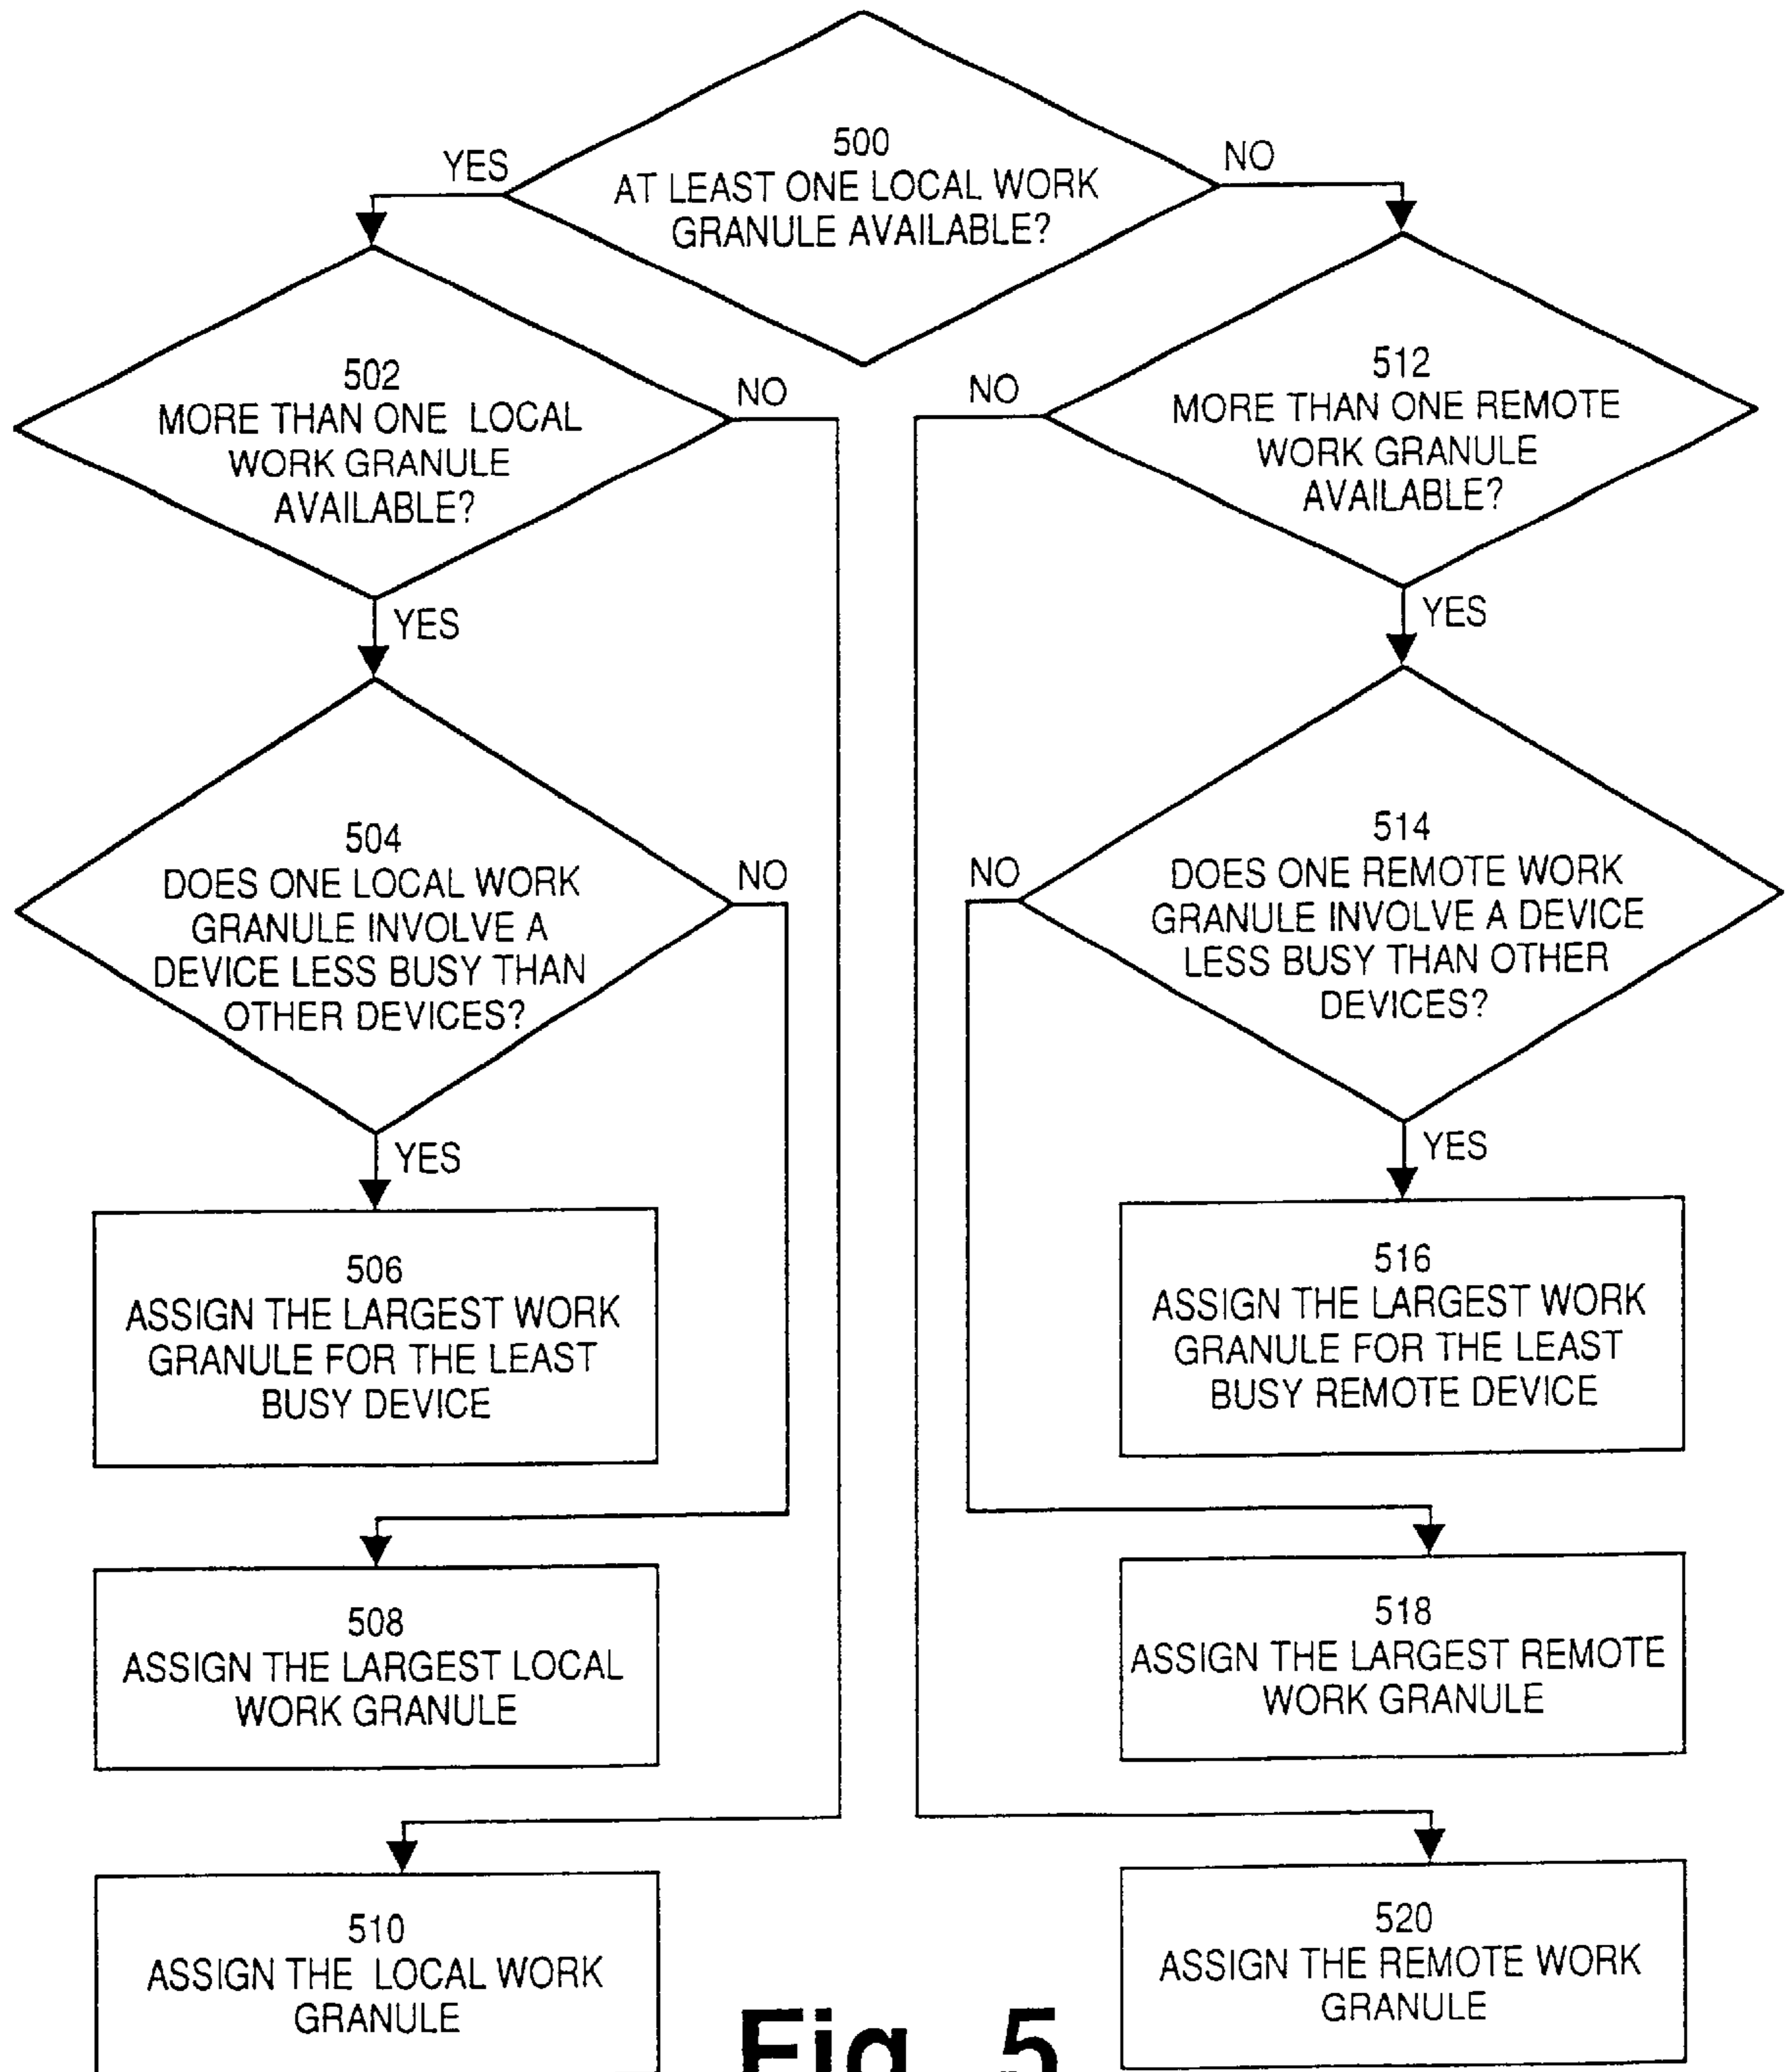 500
AT LEAST ONE LOCAL WORK
GRANULE AVAILABLE?
YES
NO
502
MORE THAN ONE LOCAL
WORK GRANULE
AVAILABLE?
NO
YES
512
MORE THAN ONE REMOTE
WORK GRANULE
AVAILABLE?
NO
YES
504
DOES ONE LOCAL WORK
GRANULE INVOLVE A
DEVICE LESS BUSY THAN
OTHER DEVICES?
NO
YES
514
DOES ONE REMOTE WORK
GRANULE INVOLVE A DEVICE
LESS BUSY THAN OTHER
DEVICES?
NO
YES
506
ASSIGN THE LARGEST WORK
GRANULE FOR THE LEAST
BUSY DEVICE
516
ASSIGN THE LARGEST WORK
GRANULE FOR THE LEAST
BUSY REMOTE DEVICE
508
ASSIGN THE LARGEST LOCAL
WORK GRANULE
518
ASSIGN THE LARGEST REMOTE
WORK GRANULE
510
ASSIGN THE LOCAL WORK
GRANULE
520
ASSIGN THE REMOTE WORK
GRANULE
Fig. 5